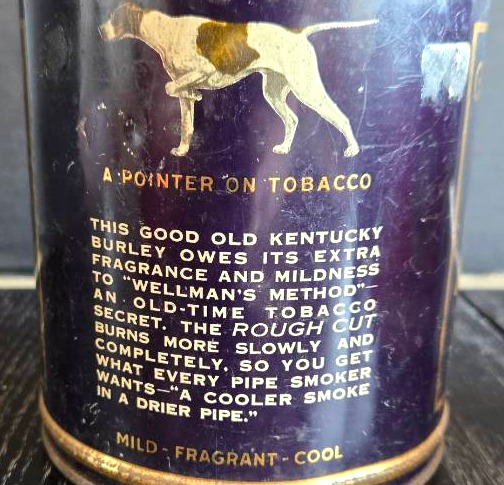 A POINTER ON TOBACCO
THIS GOOD OLD KENTUCKY
BURLEY OWES ITS EXTRA
FRAGRANCE AND MILDNESS
TO "WELLMAN'S METHOD"—
AN OLD-TIME TOBACCO
SECRET. THE ROUGH CUT
BURNS MORE SLOWLY AND
COMPLETELY. SO YOU GET
WHAT EVERY PIPE SMOKER
WANTS—"A COOLER SMOKE
IN A DRIER PIPE."
MILD - FRAGRANT - COOL